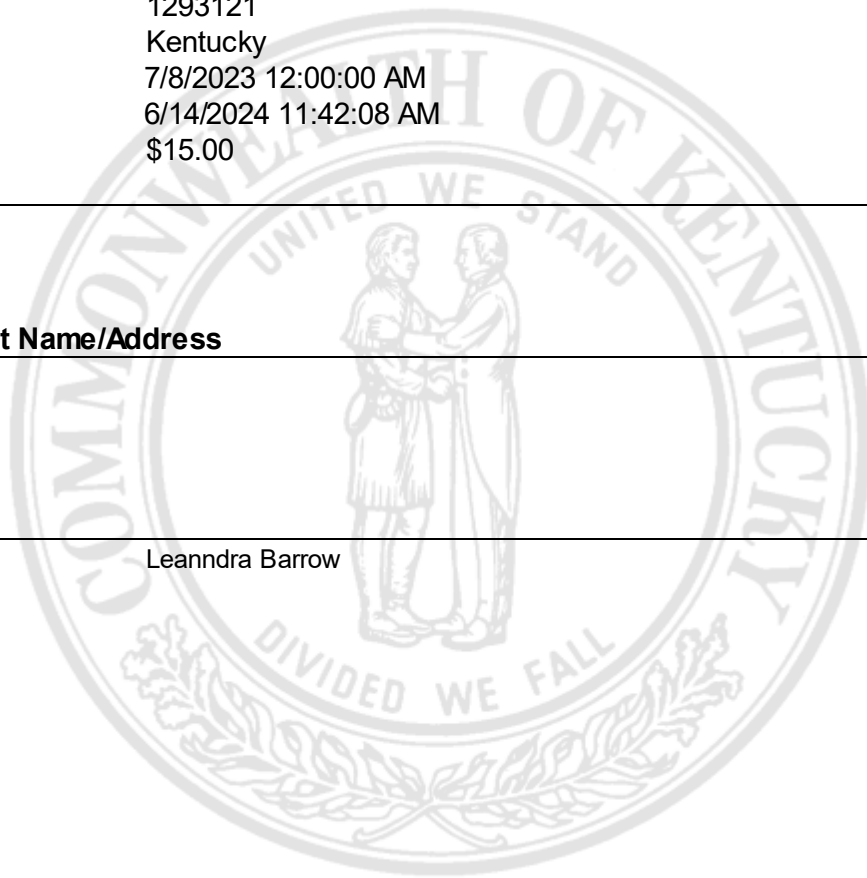 1293121
Kentucky
7/8/2023 12:00:00 AM
6/14/2024 11:42:08 AM
$15.00
t Name/Address
Leanndra Barrow
COMMONWEALTH OF KENTUCKY
UNITED WE STAND
DIVIDED WE FALL